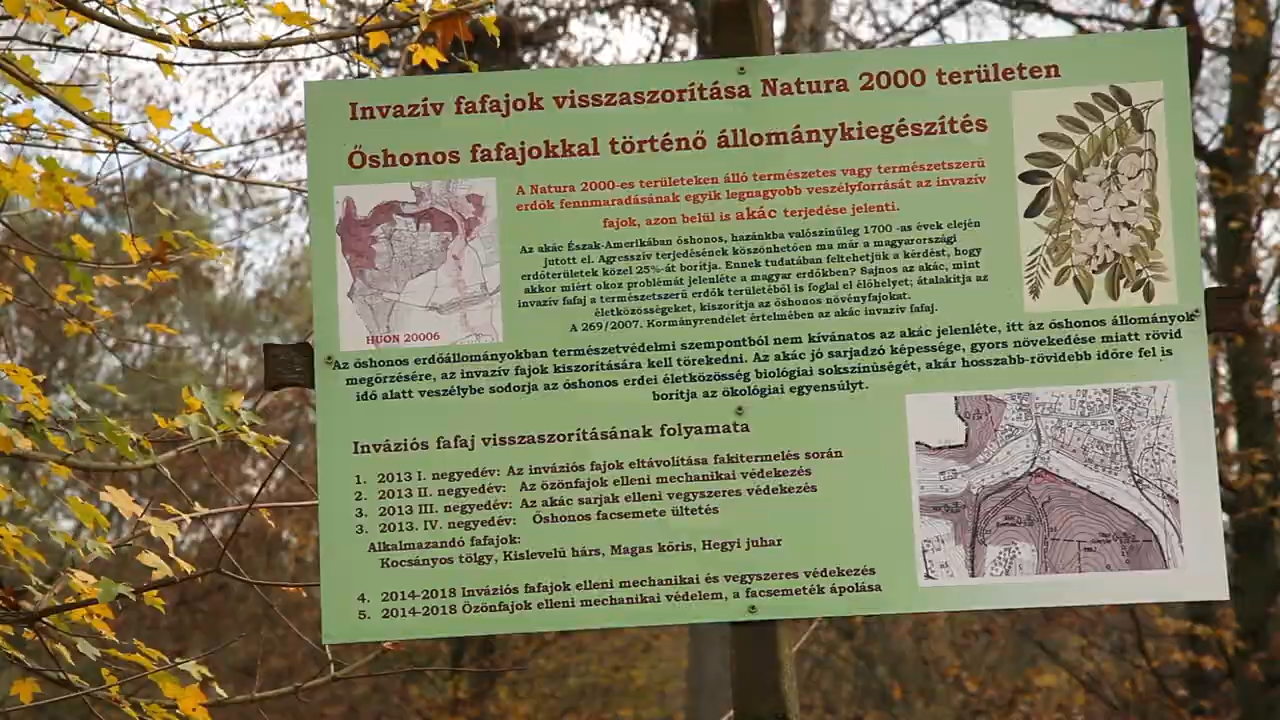 Invazív fafajok visszaszorítása Natura 2000 területen
Őshonos fafajokkal történő állománykiegészítés
A Natura 2000-es területeken álló természetes vagy természetszerű
erdők fennmaradásának egyik legnagyobb veszélyforrását az invazív
fajok, azon belül is akác terjedése jelenti.
Az akác Észak-Amerikában őshonos, hazánkba valószínűleg 1700 -as évek elején
jutott el. Agresszív terjedésének köszönhetően ma már a magyarországi
erdőterületek közel 25%-át borítja. Ennek tudatában feltehetjük a kérdést, hogy
akkor miért okoz problémát jelenléte a magyar erdőkben? Sajnos az akác, mint
invazív fafaj a természetszerű erdők területéből is foglal el élőhelyet; átalakítja az
életközösségeket, kiszorítja az őshonos növényfajokat.
A 269/2007. Kormányrendelet értelmében az akác invazív fafaj.
HUON 20006
Az őshonos erdőállományokban természetvédelmi szempontból nem kívánatos az akác jelenléte, itt az őshonos állományok
megőrzésére, az invazív fajok kiszorítására kell törekedni. Az akác jó sarjadzó képessége, gyors növekedése miatt rövid
idő alatt veszélybe sodorja az őshonos erdei életközösség biológiai sokszínűségét, akár hosszabb-rövidebb időre fel is
borítja az ökológiai egyensúlyt.
Inváziós fafaj visszaszorításának folyamata
1. 2013 I. negyedév: Az inváziós fajok eltávolítása fakitermelés során
2. 2013 II. negyedév: Az özönfajok elleni mechanikai védekezés
3. 2013 III. negyedév: Az akác sarjak elleni vegyszeres védekezés
3. 2013. IV. negyedév: Őshonos facsemete ültetés
Alkalmazandó fafajok:
Kocsányos tölgy, Kislevelű hárs, Magas kőris, Hegyi juhar
4. 2014-2018 Inváziós fafajok elleni mechanikai és vegyszeres védekezés
5. 2014-2018 Özönfajok elleni mechanikai védelem, a facsemeték ápolása